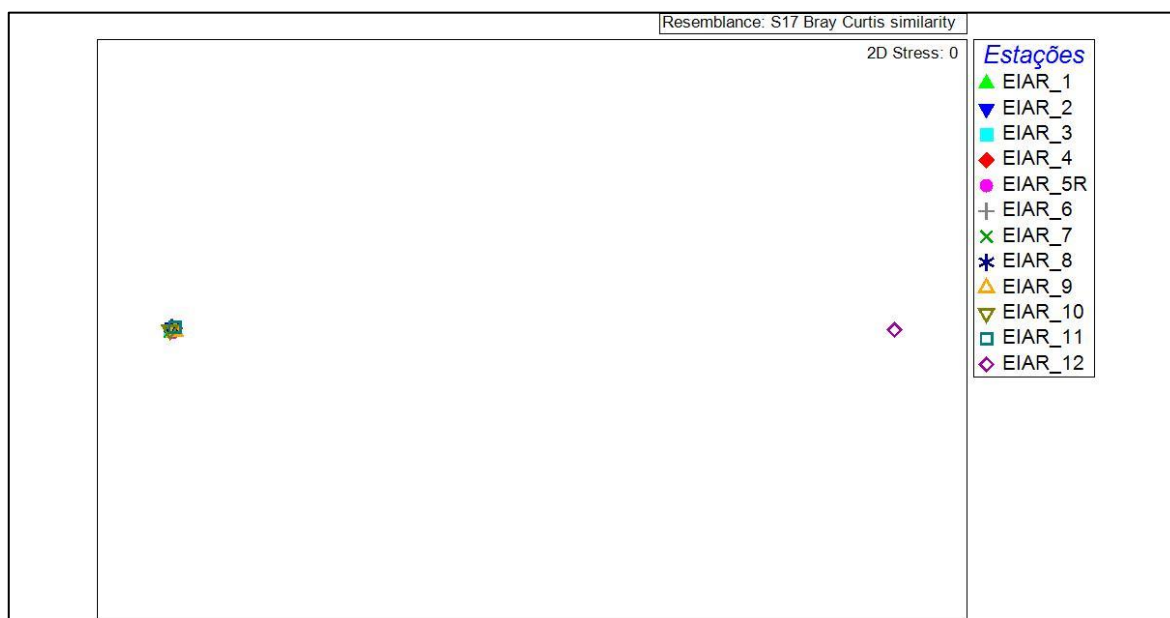 Resemblance: S17 Bray Curtis similarity
2D Stress: 0
Estações
EIAR_1
EIAR_2
EIAR_3
EIAR_4
EIAR_5R
EIAR_6
EIAR_7
EIAR_8
EIAR_9
EIAR_10
EIAR_11
EIAR_12